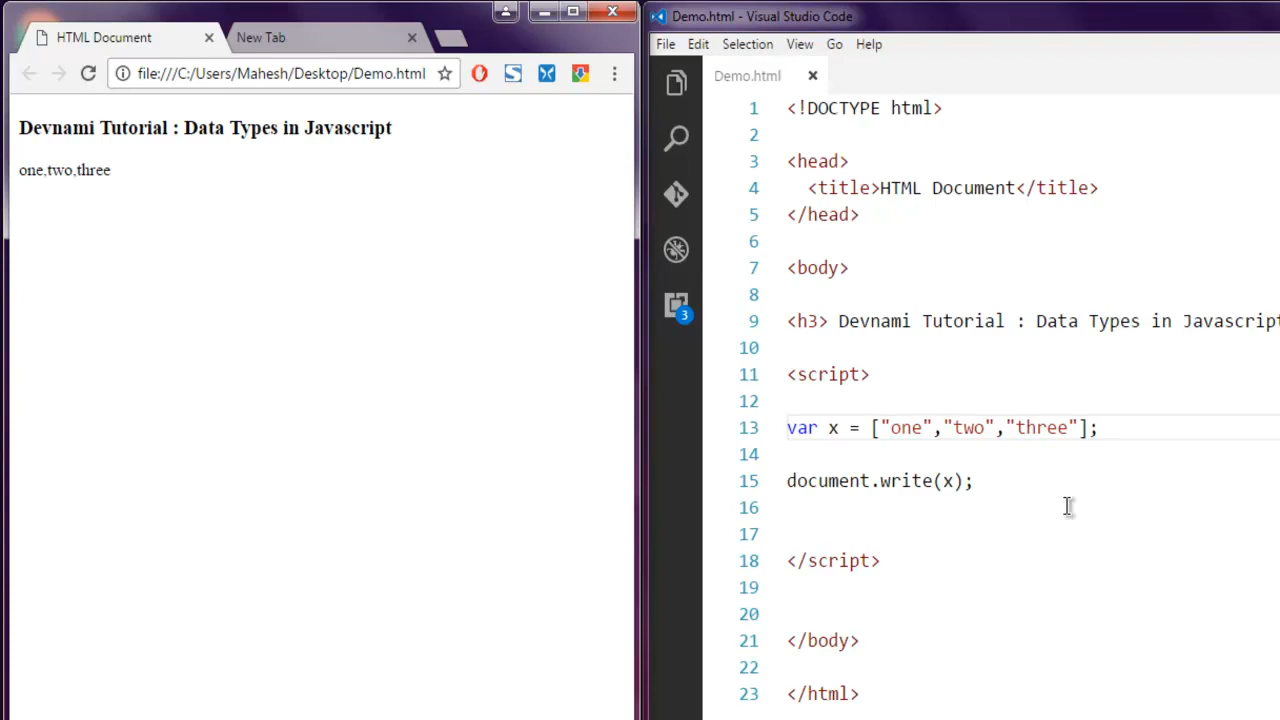 HTML Document
New Tab
file:///C:/Users/Mahesh/Desktop/Demo.html
Devnami Tutorial : Data Types in Javascript
one,two,three
Demo.html - Visual Studio Code
File Edit Selection View Go Help
Demo.html
3
1 <!DOCTYPE html>
2
3 <head>
4 <title>HTML Document</title>
5 </head>
6
7 <body>
8
9 <h3> Devnami Tutorial : Data Types in Javascript
10
11 <script>
12
13 var x = ["one","two","three"];
14
15 document.write(x);
16
17
18 </script>
19
20
21 </body>
22
23 </html>